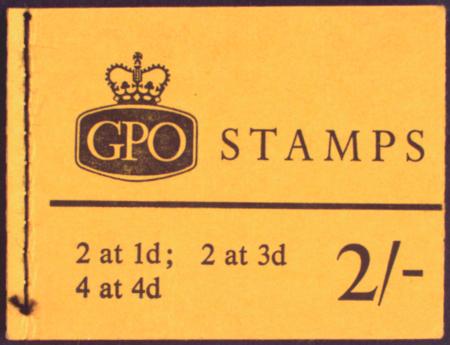 GPO STAMPS
2 at 1d; 2 at 3d
4 at 4d
2/-